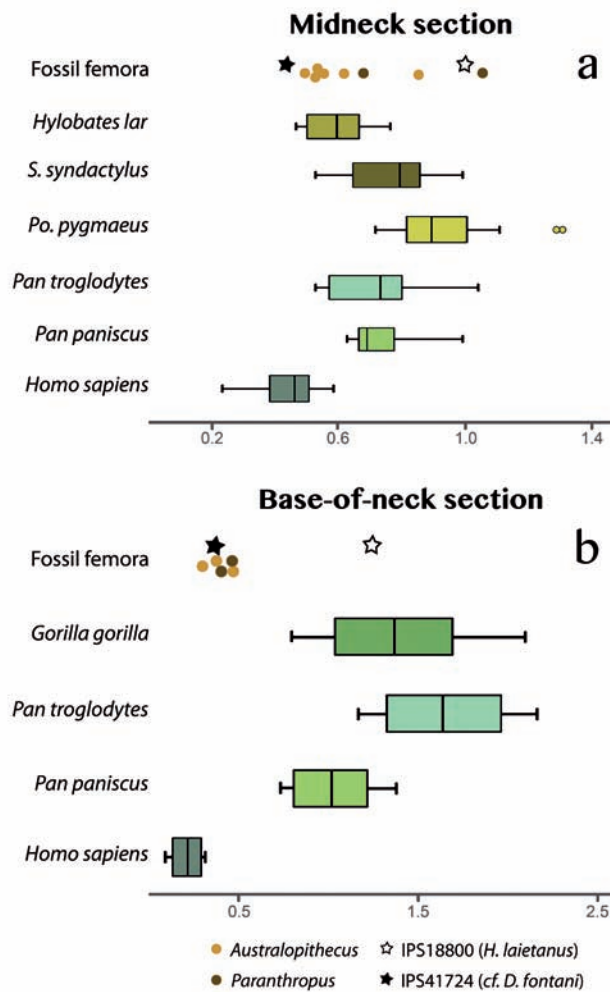 Midneck section
a
Fossil femora
Hylobates lar
S. syndactylus
Po. pygmaeus
Pan troglodytes
Pan paniscus
Homo sapiens
0.2 0.6 1.0 1.4
Base-of-neck section
b
Fossil femora
Gorilla gorilla
Pan troglodytes
Pan paniscus
Homo sapiens
0.5 1.5 2.5
Australopithecus IPS18800 (H. laietanus)
Paranthropus IPS41724 (cf. D. fontani)